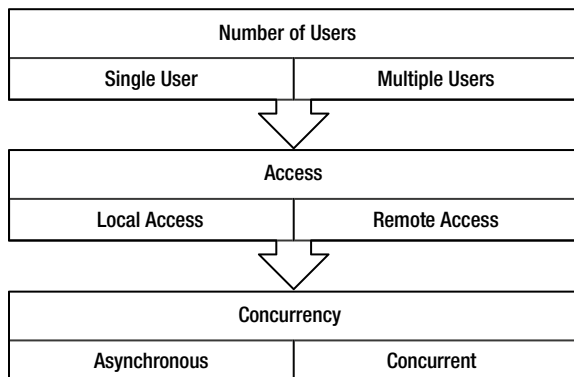 Number of Users
Single User
Multiple Users
Access
Local Access
Remote Access
Concurrency
Asynchronous
Concurrent